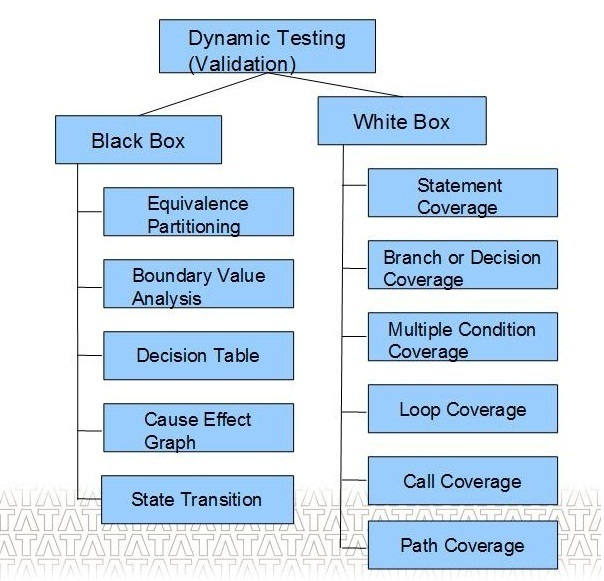 Dynamic Testing
(Validation)
Black Box
Equivalence
Partitioning
Boundary Value
Analysis
Decision Table
Cause Effect
Graph
State Transition
White Box
Statement
Coverage
Branch or Decision
Coverage
Multiple Condition
Coverage
Loop Coverage
Call Coverage
Path Coverage